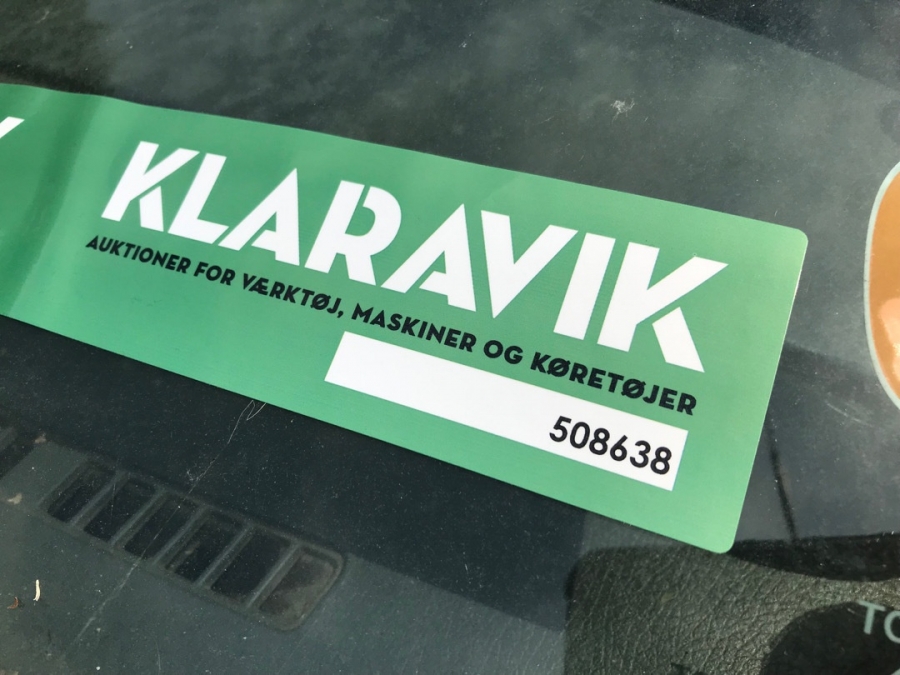 KLARAVIK
AUKTIONER FOR VÆRKTØJ, MASKINER OG KØRETØJER
508638